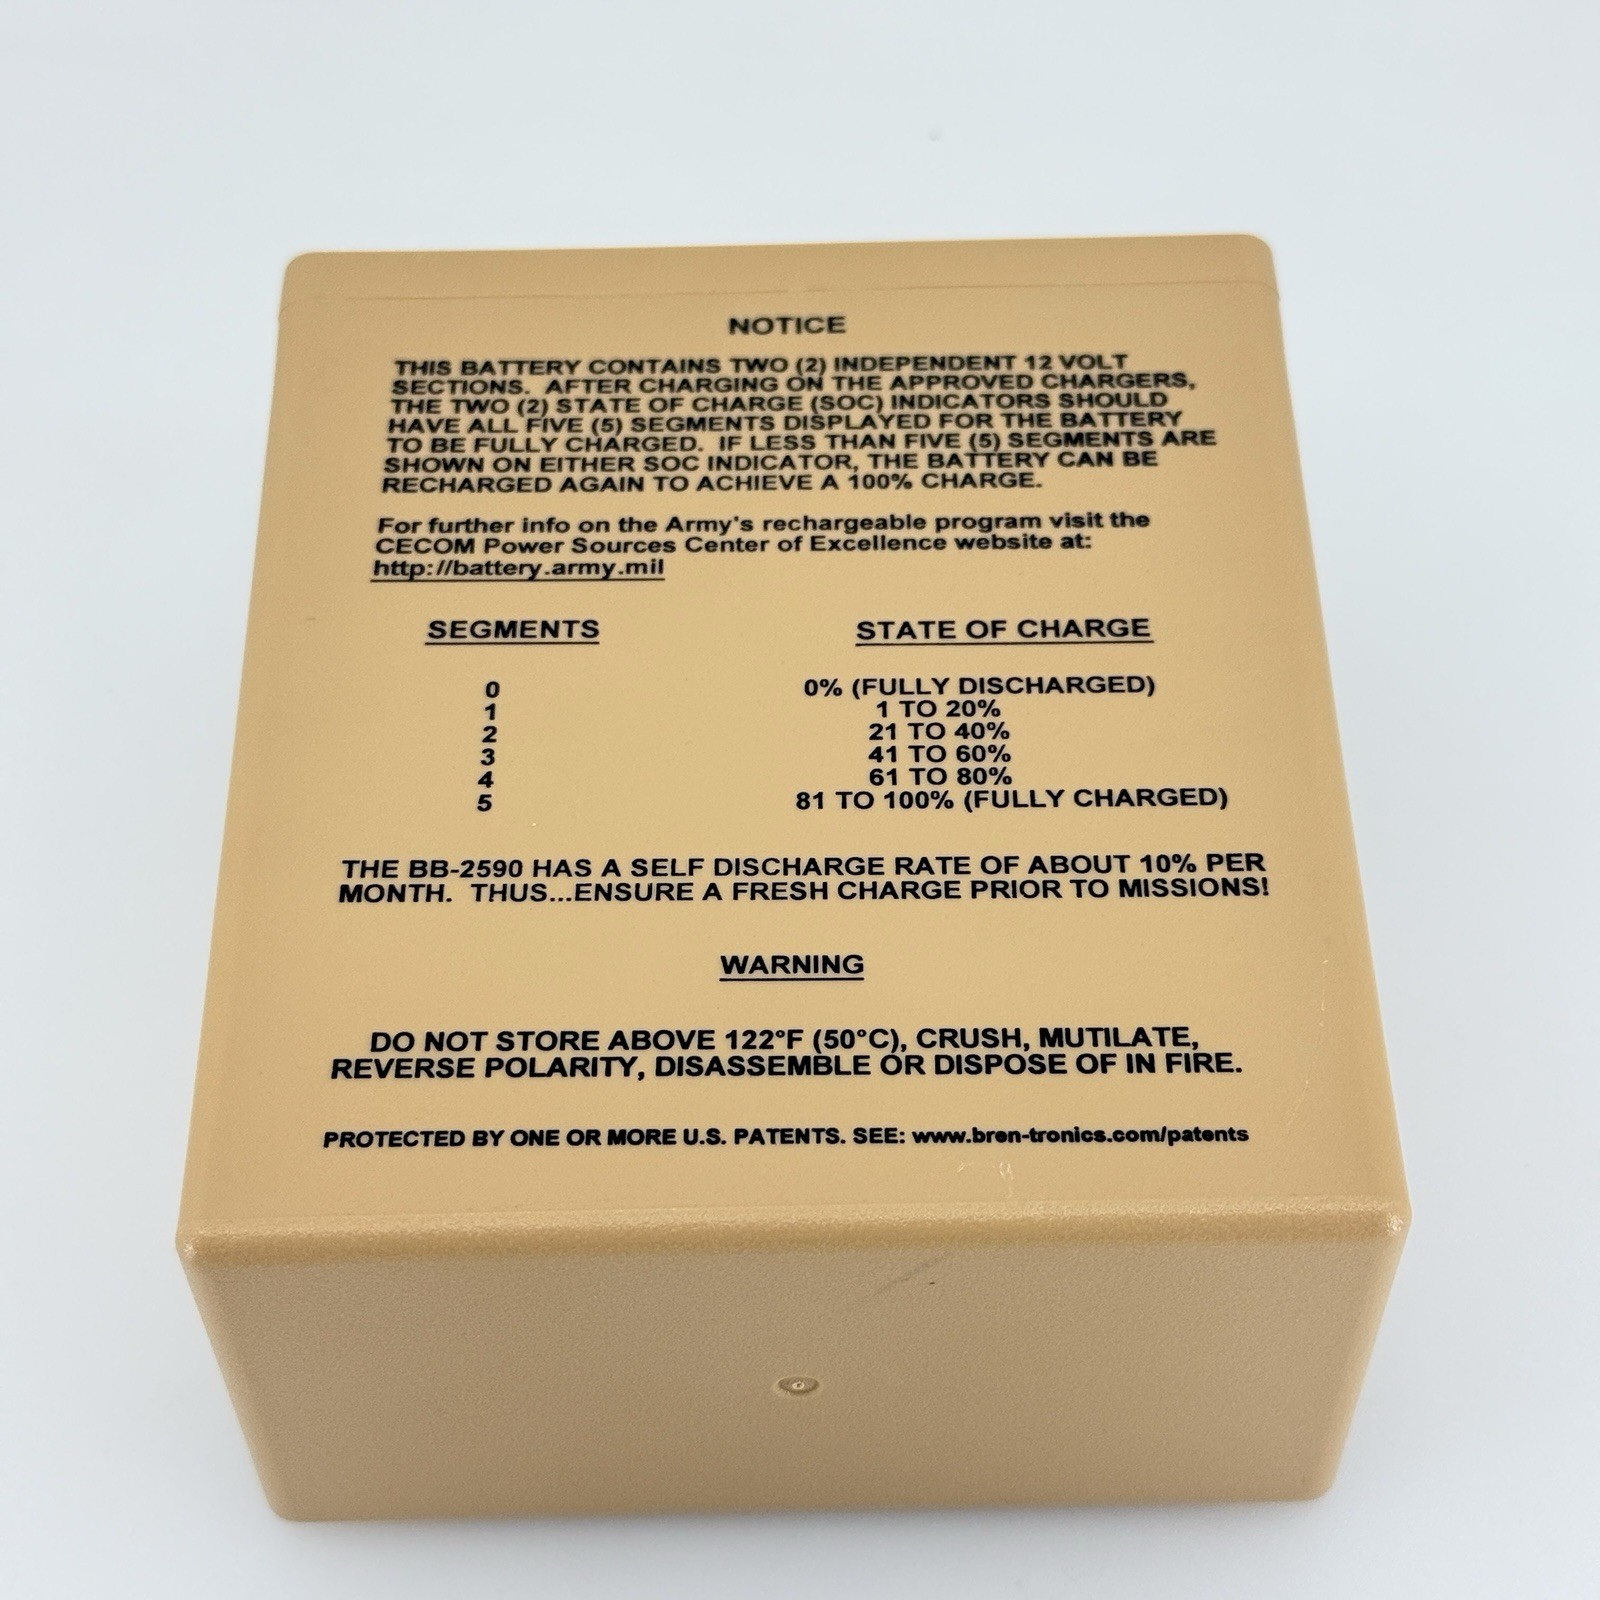 NOTICE
THIS BATTERY CONTAINS TWO (2) INDEPENDENT 12 VOLT
SECTIONS. AFTER CHARGING ON THE APPROVED CHARGERS,
THE TWO (2) STATE OF CHARGE (SOC) INDICATORS SHOULD
HAVE ALL FIVE (5) SEGMENTS DISPLAYED FOR THE BATTERY
TO BE FULLY CHARGED. IF LESS THAN FIVE (5) SEGMENTS ARE
SHOWN ON EITHER SOC INDICATOR, THE BATTERY CAN BE
RECHARGED AGAIN TO ACHIEVE A 100% CHARGE.
For further info on the Army's rechargeable program visit the
CECOM Power Sources Center of Excellence website at:
http://battery.army.mil
SEGMENTS STATE OF CHARGE
0 0% (FULLY DISCHARGED)
1 1 TO 20%
2 21 TO 40%
3 41 TO 60%
4 61 TO 80%
5 81 TO 100% (FULLY CHARGED)
THE BB-2590 HAS A SELF DISCHARGE RATE OF ABOUT 10% PER
MONTH. THUS...ENSURE A FRESH CHARGE PRIOR TO MISSIONS!
WARNING
DO NOT STORE ABOVE 122°F (50°C), CRUSH, MUTILATE,
REVERSE POLARITY, DISASSEMBLE OR DISPOSE OF IN FIRE.
PROTECTED BY ONE OR MORE U.S. PATENTS. SEE: www.bren-tronics.com/patents